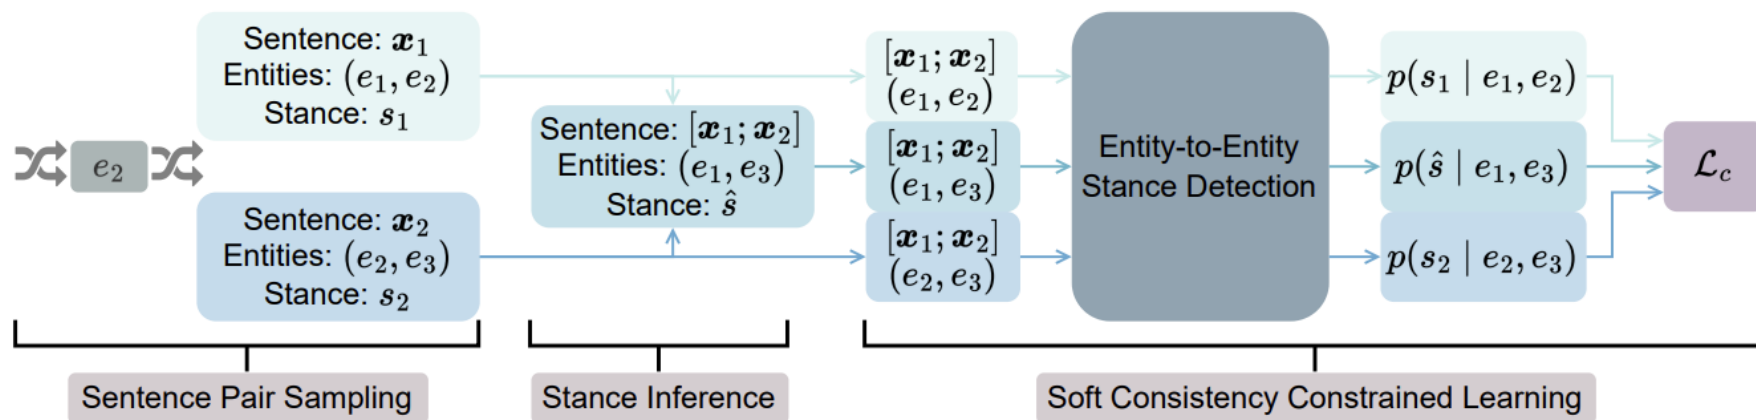 e₂
Sentence: x₁
Entities: (e₁, e₂)
Stance: s₁
Sentence: x₂
Entities: (e₂, e₃)
Stance: s₂
Sentence: [x₁; x₂]
Entities: (e₁, e₃)
Stance: ŝ
[x₁; x₂]
(e₁, e₂)
[x₁; x₂]
(e₁, e₃)
[x₁; x₂]
(e₂, e₃)
Entity-to-Entity
Stance Detection
p(s₁ | e₁, e₂)
p(ŝ | e₁, e₃)
p(s₂ | e₂, e₃)
ℒ_c
Sentence Pair Sampling
Stance Inference
Soft Consistency Constrained Learning